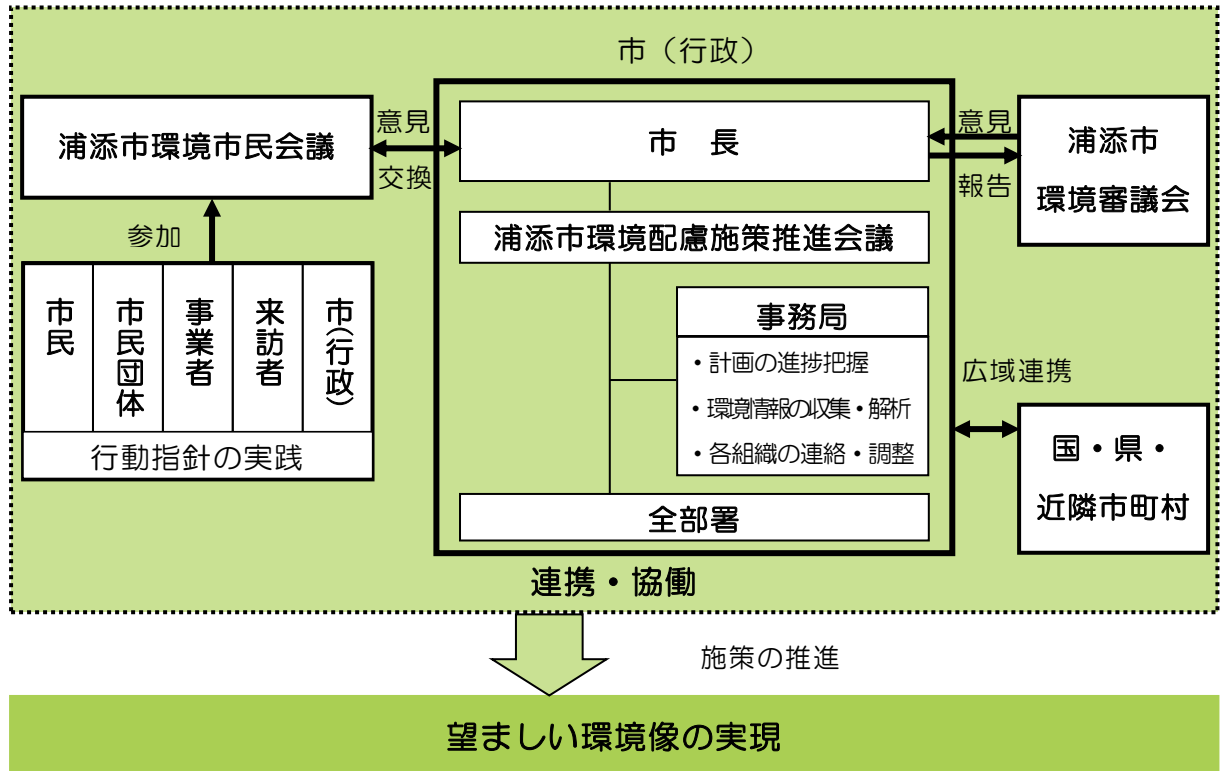 市（行政）
浦添市環境市民会議
意見
交換
市　長
意見
報告
浦添市
環境審議会
参加
浦添市環境配慮施策推進会議
市民
市民団体
事業者
来訪者
市(行政)
行動指針の実践
事務局
・計画の進捗把握
・環境情報の収集・解析
・各組織の連絡・調整
広域連携
国・県・
近隣市町村
全部署
連携・協働
施策の推進
望ましい環境像の実現